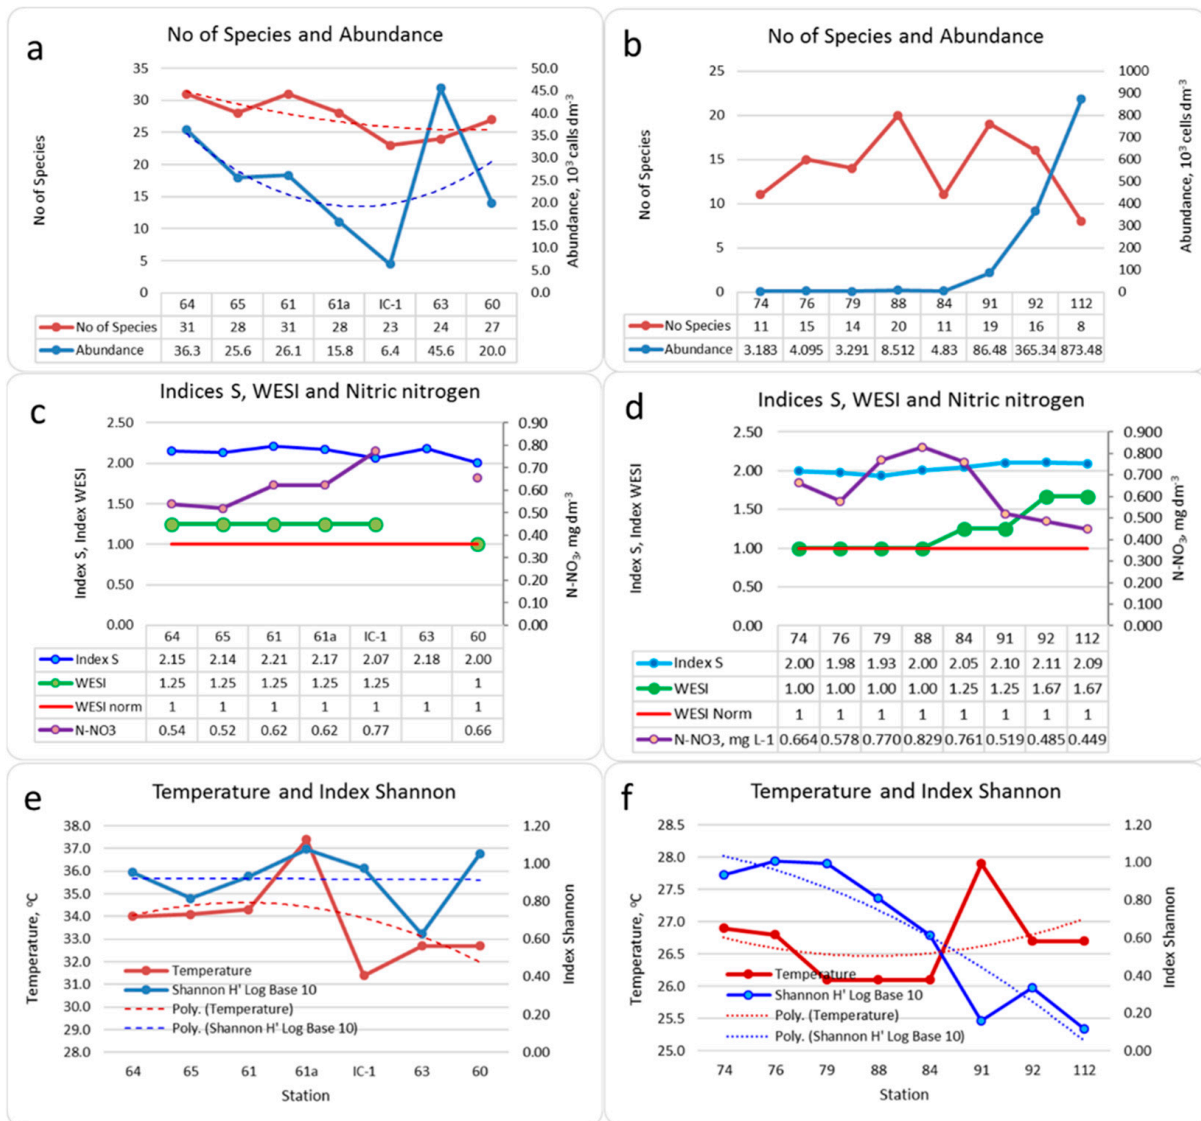 a
No of Species and Abundance
No of Species
35
30
25
20
15
10
5
0
50.0
45.0
40.0
35.0
30.0
25.0
20.0
15.0
10.0
5.0
0.0
Abundance, 10³ calls dm⁻³
64 65 61 61a IC-1 63 60
No of Species 31 28 31 28 23 24 27
Abundance 36.3 25.6 26.1 15.8 6.4 45.6 20.0
b
No of Species and Abundance
No of Species
25
20
15
10
5
0
1000
900
800
700
600
500
400
300
200
100
0
Abundance, 10³ cells dm⁻³
74 76 79 88 84 91 92 112
No Species 11 15 14 20 11 19 16 8
Abundance 3.183 4.095 3.291 8.512 4.83 86.48 365.34 873.48
c
Indices S, WESI and Nitric nitrogen
Index S, Index WESI
2.50
2.00
1.50
1.00
0.50
0.00
0.90
0.80
0.70
0.60
0.50
0.40
0.30
0.20
0.10
0.00
N-NO₃, mg dm⁻³
64 65 61 61a IC-1 63 60
Index S 2.15 2.14 2.21 2.17 2.07 2.18 2.00
WESI 1.25 1.25 1.25 1.25 1.25 1
WESI norm 1 1 1 1 1 1 1
N-NO3 0.54 0.52 0.62 0.62 0.77 0.66
d
Indices S, WESI and Nitric nitrogen
Index S, Index WESI
2.50
2.00
1.50
1.00
0.50
0.00
0.900
0.800
0.700
0.600
0.500
0.400
0.300
0.200
0.100
0.000
N-NO₃, mg dm⁻³
74 76 79 88 84 91 92 112
Index S 2.00 1.98 1.93 2.00 2.05 2.10 2.11 2.09
WESI 1.00 1.00 1.00 1.00 1.25 1.25 1.67 1.67
WESI Norm 1 1 1 1 1 1 1 1
N-NO3, mg L-1 0.664 0.578 0.770 0.829 0.761 0.519 0.485 0.449
e
Temperature and Index Shannon
Temperature, °C
38.0
37.0
36.0
35.0
34.0
33.0
32.0
31.0
30.0
29.0
28.0
1.20
1.00
0.80
0.60
0.40
0.20
0.00
Index Shannon
Temperature
Shannon H' Log Base 10
Poly. (Temperature)
Poly. (Shannon H' Log Base 10)
64 65 61 61a IC-1 63 60
Station
f
Temperature and Index Shannon
Temperature, °C
28.5
28.0
27.5
27.0
26.5
26.0
25.5
25.0
1.20
1.00
0.80
0.60
0.40
0.20
0.00
Index Shannon
Temperature
Shannon H' Log Base 10
Poly. (Temperature)
Poly. (Shannon H' Log Base 10)
74 76 79 88 84 91 92 112
Station